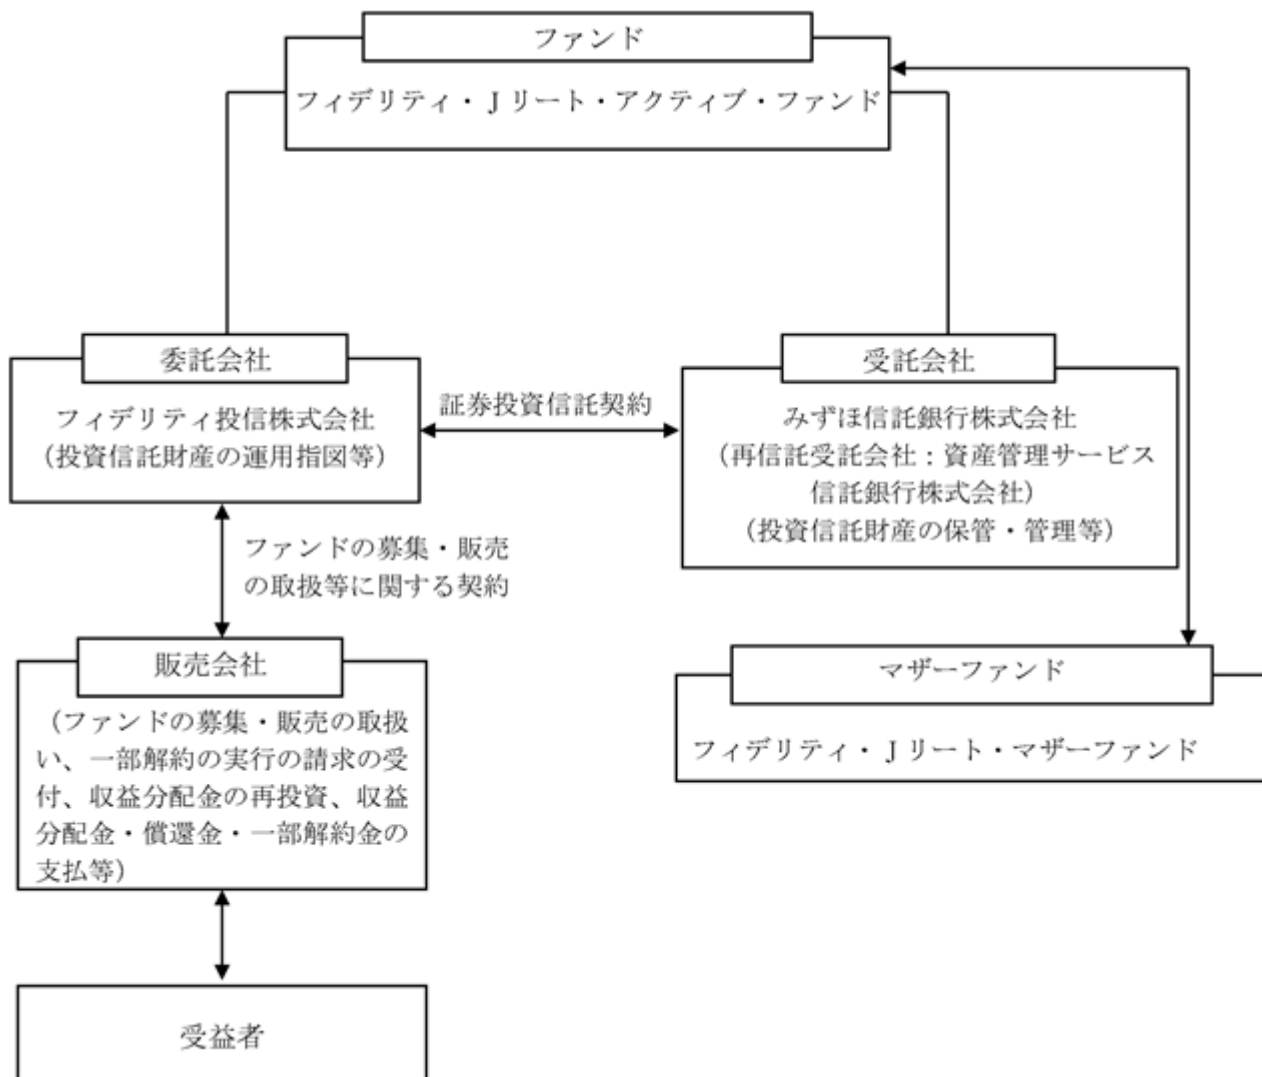 ファンド
フィデリティ・Jリート・アクティブ・ファンド
委託会社
フィデリティ投信株式会社
（投資信託財産の運用指図等）
証券投資信託契約
受託会社
みずほ信託銀行株式会社
（再信託受託会社：資産管理サービス
信託銀行株式会社）
（投資信託財産の保管・管理等）
ファンドの募集・販売
の取扱等に関する契約
販売会社
（ファンドの募集・販売の取扱
い、一部解約の実行の請求の受
付、収益分配金の再投資、収益
分配金・償還金・一部解約金の
支払等）
マザーファンド
フィデリティ・Jリート・マザーファンド
受益者